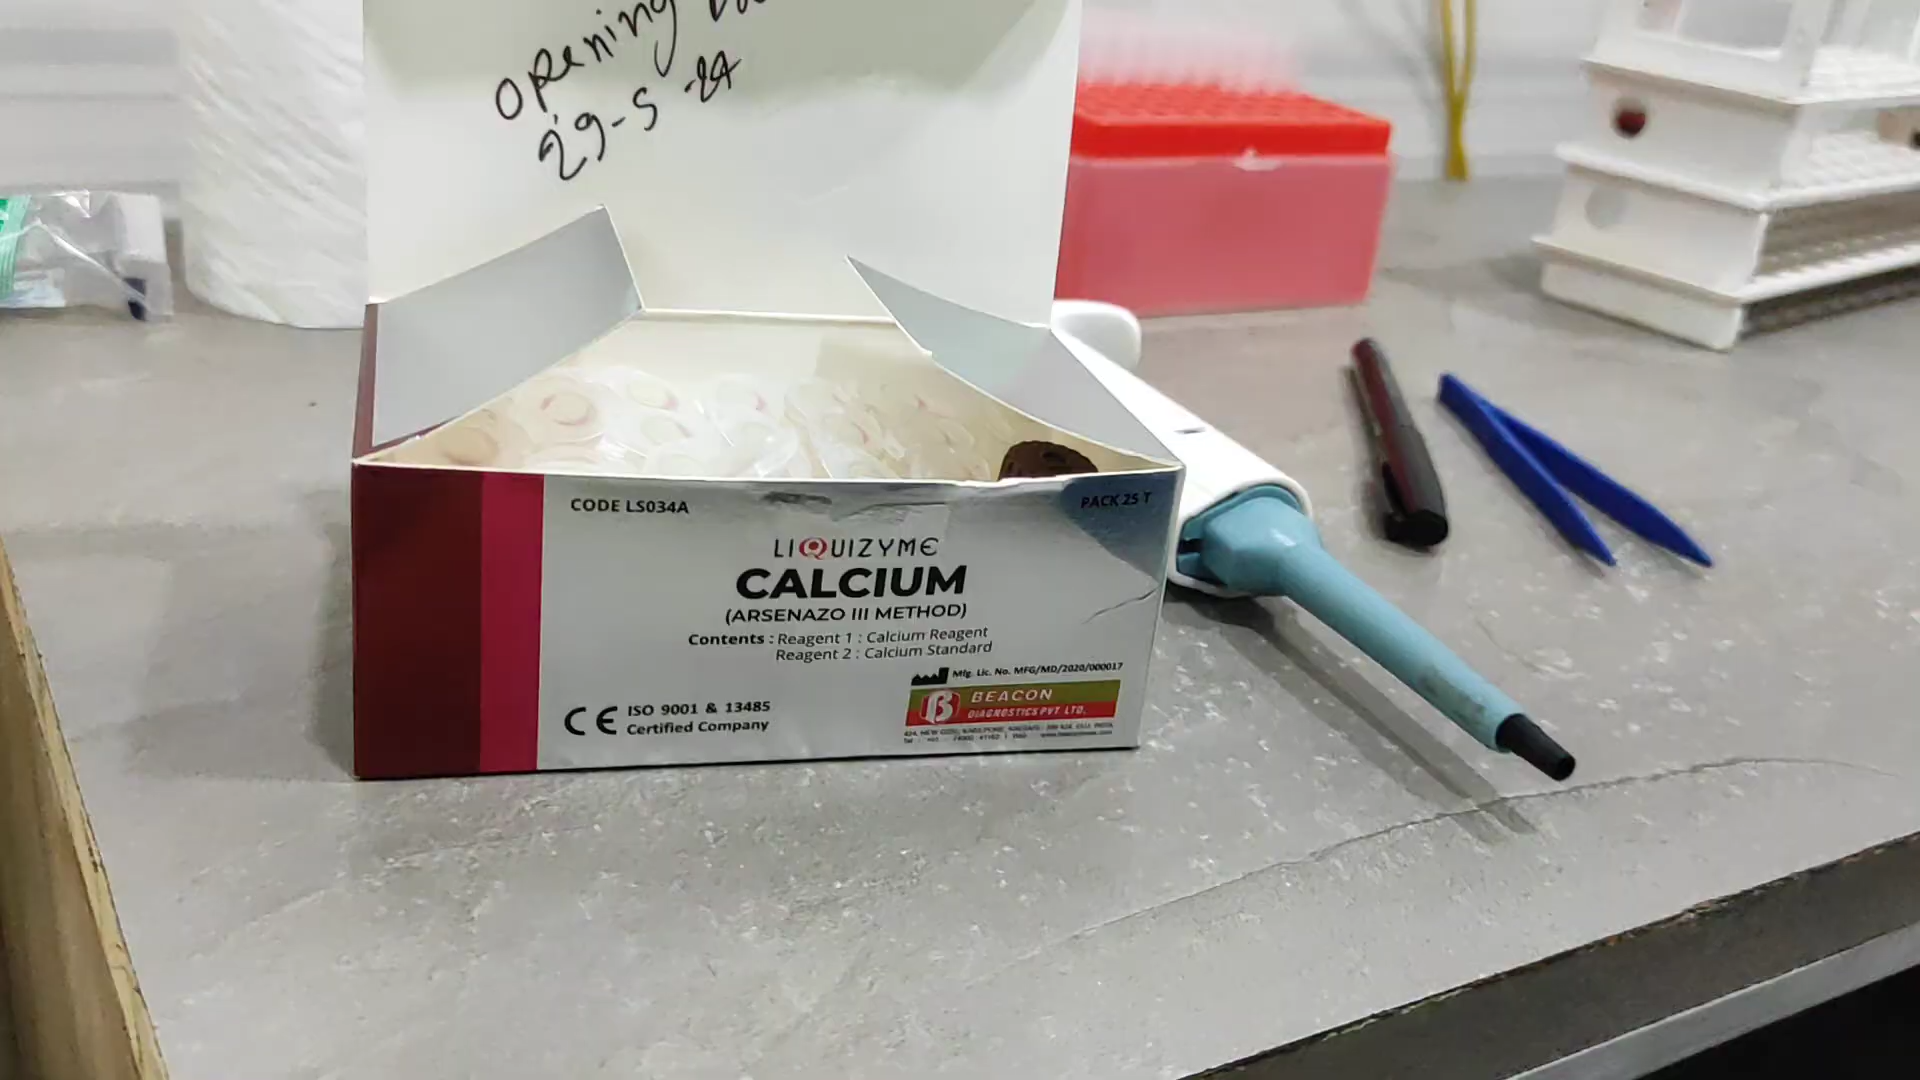 opening
29-5-24
CODE LS034A
PACK 25 T
LIQUIZYME
CALCIUM
(ARSENAZO III METHOD)
Contents : Reagent 1 : Calcium Reagent
Reagent 2 : Calcium Standard
Mfg. Lic. No. MFG/MD/2020/000017
BEACON
DIAGNOSTICS PVT. LTD.
CE ISO 9001 & 13485
Certified Company